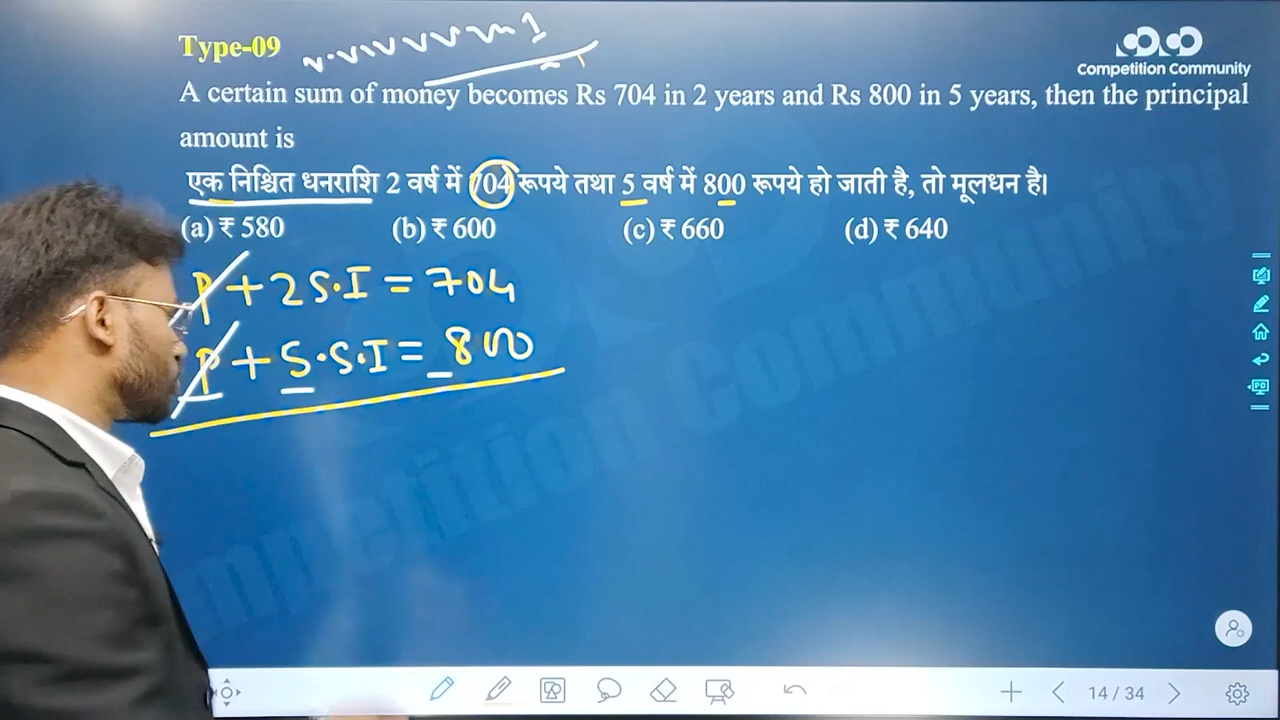 Type-09
Competition Community
A certain sum of money becomes Rs 704 in 2 years and Rs 800 in 5 years, then the principal
amount is
एक निश्चित धनराशि 2 वर्ष में 704 रूपये तथा 5 वर्ष में 800 रूपये हो जाती है, तो मूलधन है।
(a) ₹ 580 (b) ₹ 600 (c) ₹ 660 (d) ₹ 640
P + 2 S.I = 704
P + 5.S.I = 800
14 / 34